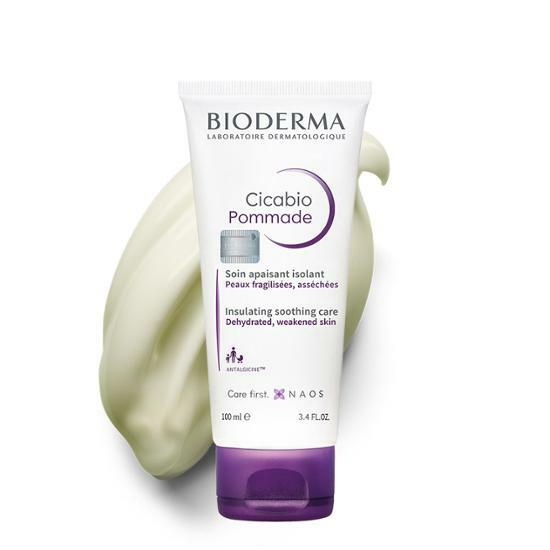 BIODERMA
LABORATOIRE DERMATOLOGIQUE
Cicabio
Pommade
Soin apaisant isolant
Peaux fragilisées, asséchées
Insulating soothing care
Dehydrated, weakened skin
ANTALGICINE™
Care first. NAOS
100 ml ℮ 3.4 FL.OZ.